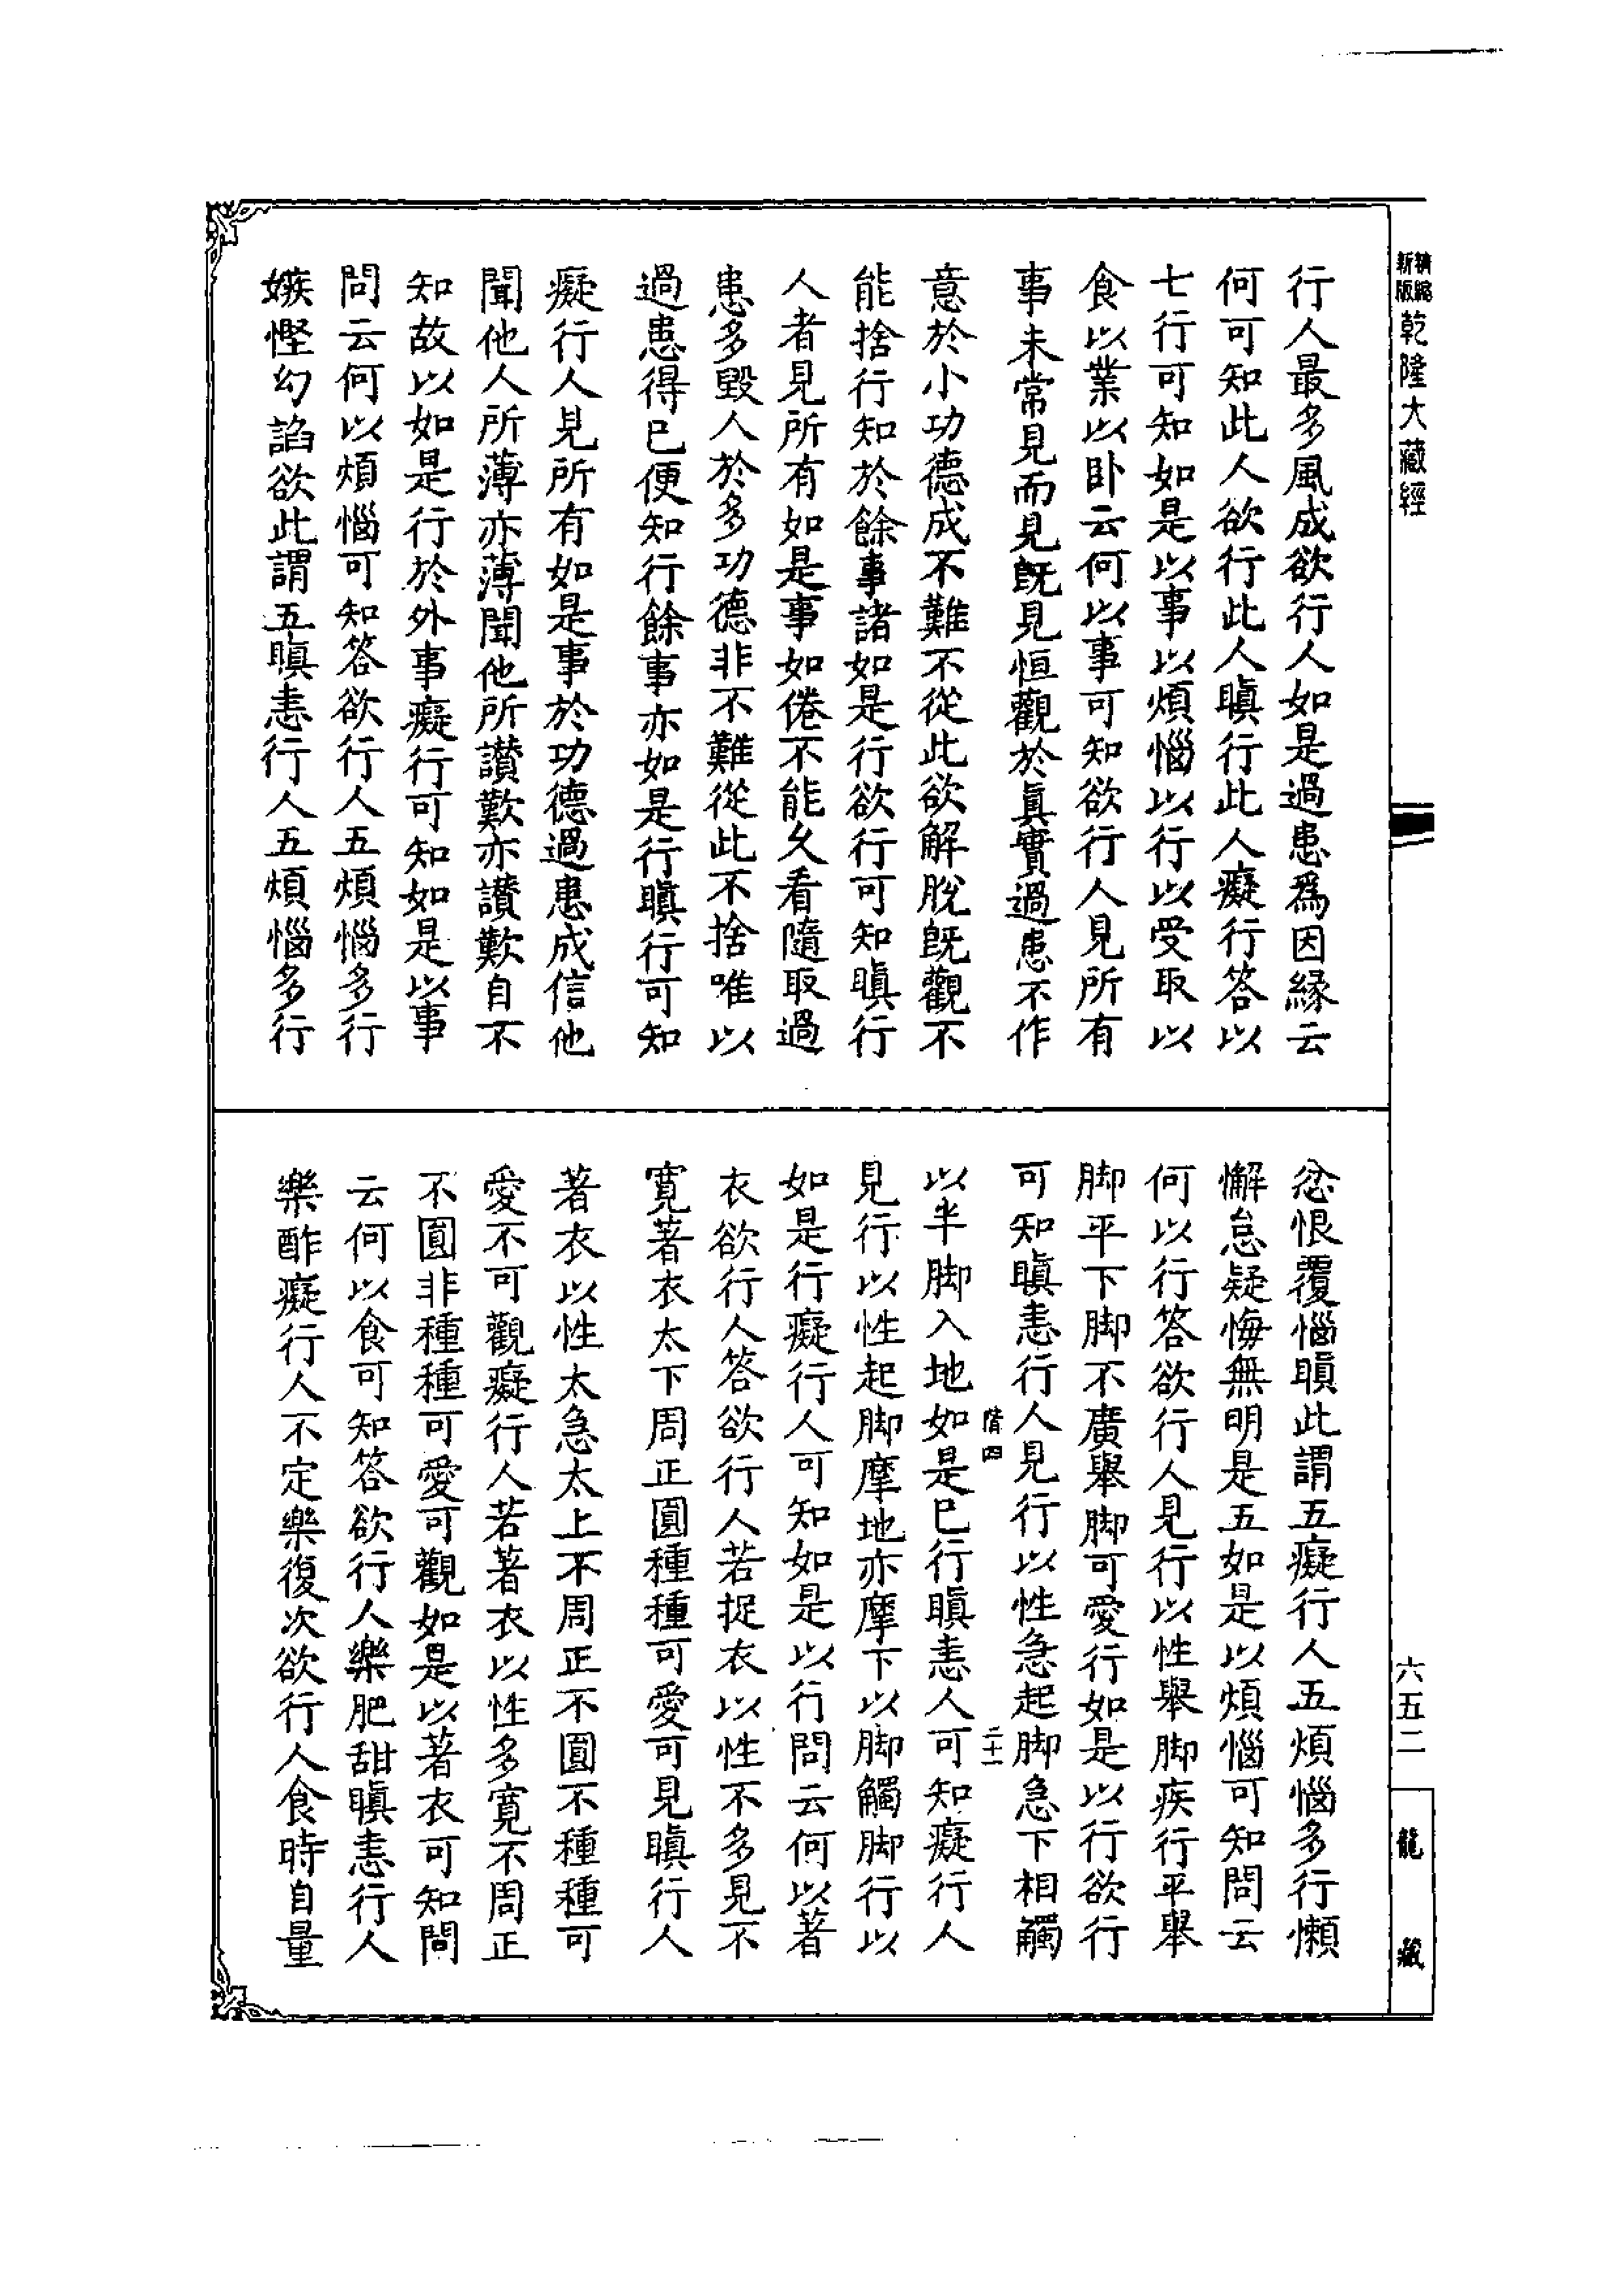 新版精縮乾隆大藏經
行人最多風成欲行人如是過患爲因緣云
何可知此人欲行此人瞋行此人癡行答以
七行可知如是以事以煩惱以行以受取以
食以業以卧云何以事可知欲行人見所有
事未常見而見旣見恒觀於眞實過患不作
意於小功德成不難不從此欲解脫旣觀不
能捨行知於餘事諸如是行欲行可知瞋行
人者見所有如是事如倦不能久看隨取過
患多毀人於多功德非不難從此不捨唯以
過患得已便知行餘事亦如是行瞋行可知
癡行人見所有如是事於功德過患成信他
聞他人所薄亦薄聞他所讃歎亦讃歎自不
知故以如是行於外事癡行可知如是以事
問云何以煩惱可知答欲行人五煩惱多行
嫉慳幻諂欲此謂五瞋恚行人五煩惱多行
忿恨覆惱瞋此謂五癡行人五煩惱多行懶
懈怠疑悔無明是五如是以煩惱可知問云
何以行答欲行人見行以性舉脚疾行平舉
脚平下脚不廣舉脚可愛行如是以行欲行
可知瞋恚行人見行以性急起脚急下相觸
隋四 二十一
以半脚入地如是已行瞋恚人可知癡行人
見行以性起脚摩地亦摩下以脚觸脚行以
如是行癡行人可知如是以行問云何以著
衣欲行人答欲行人若捉衣以性不多見不
寬著衣太下周正圓種種可愛可見瞋行人
著衣以性太急太上不周正不圓不種種可
愛不可觀癡行人若著衣以性多寬不周正
不圓非種種可愛可觀如是以著衣可知問
云何以食可知答欲行人樂肥甜瞋恚行人
樂酢癡行人不定樂復次欲行人食時自量
六五二
龍藏